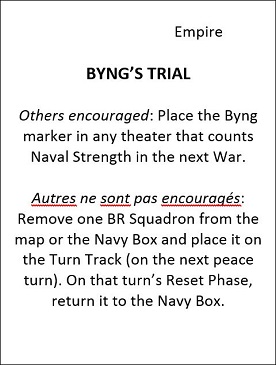 Empire
BYNG’S TRIAL
Others encouraged: Place the Byng
marker in any theater that counts
Naval Strength in the next War.
Autres ne sont pas encouragés:
Remove one BR Squadron from the
map or the Navy Box and place it on
the Turn Track (on the next peace
turn). On that turn’s Reset Phase,
return it to the Navy Box.